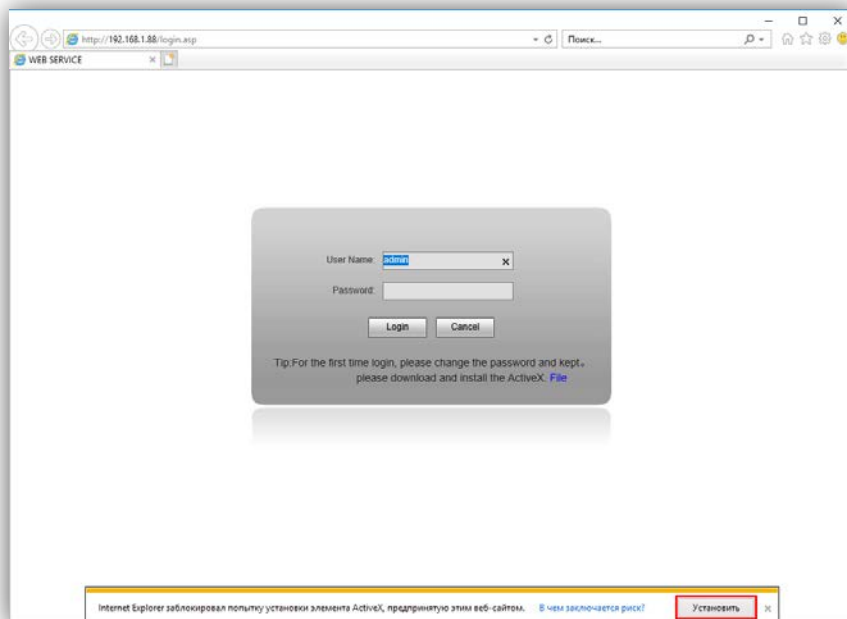 http://192.168.1.88/login.asp
Поиск...
WEB SERVICE
User Name:
admin
Password:
Login
Cancel
Tip:For the first time login, please change the password and kept。
please download and install the ActiveX. File
Internet Explorer заблокировал попытку установки элемента ActiveX, предпринятую этим веб-сайтом. В чем заключается риск? Установить